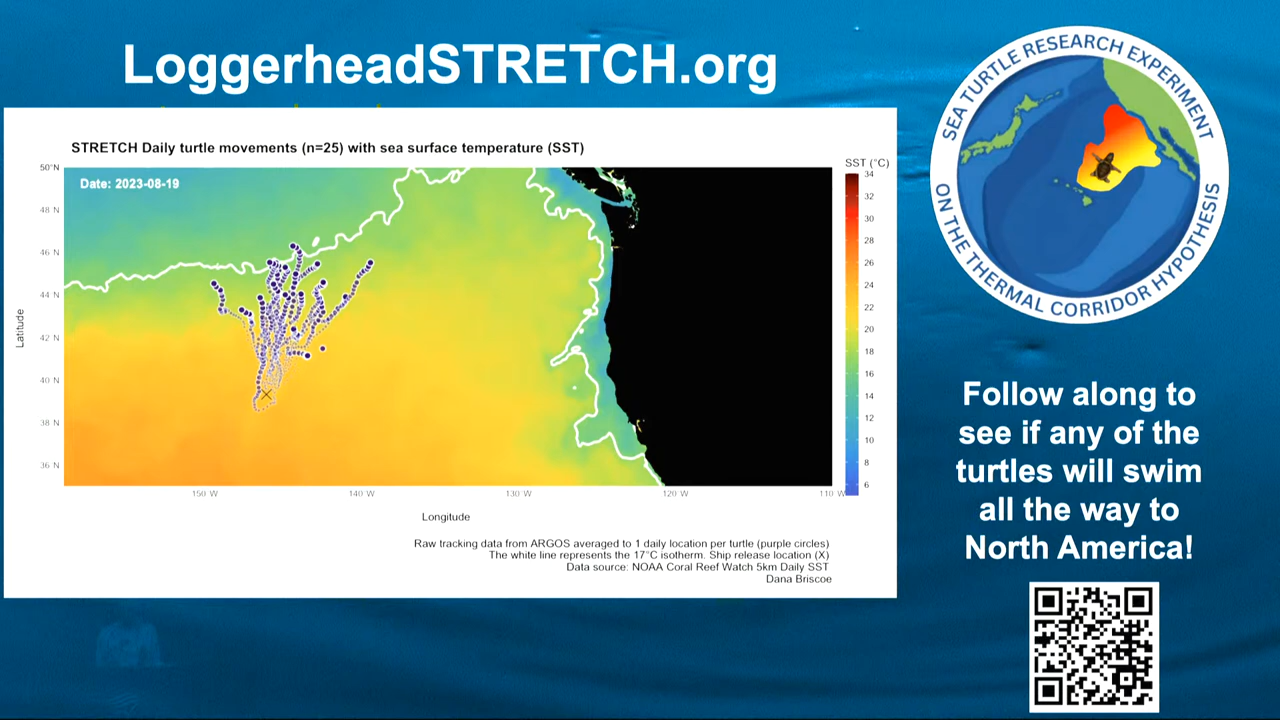 LoggerheadSTRETCH.org
STRETCH Daily turtle movements (n=25) with sea surface temperature (SST)
Date: 2023-08-19
50°N
48 N
46 N
44 N
42 N
40 N
38 N
36 N
Latitude
150 W
140 W
130 W
120 W
110 W
Longitude
SST (°C)
34
32
30
28
26
24
22
20
18
16
14
12
10
8
6
Raw tracking data from ARGOS averaged to 1 daily location per turtle (purple circles)
The white line represents the 17°C isotherm. Ship release location (X)
Data source: NOAA Coral Reef Watch 5km Daily SST
Dana Briscoe
SEA TURTLE RESEARCH EXPERIMENT
ON THE THERMAL CORRIDOR HYPOTHESIS
Follow along to
see if any of the
turtles will swim
all the way to
North America!